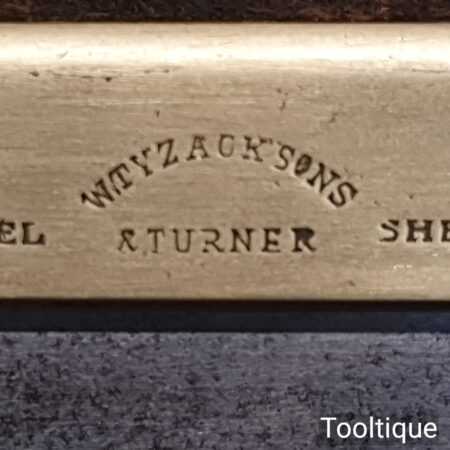 W.TYZACK SONS
& TURNER
EL
SHE
Tooltique